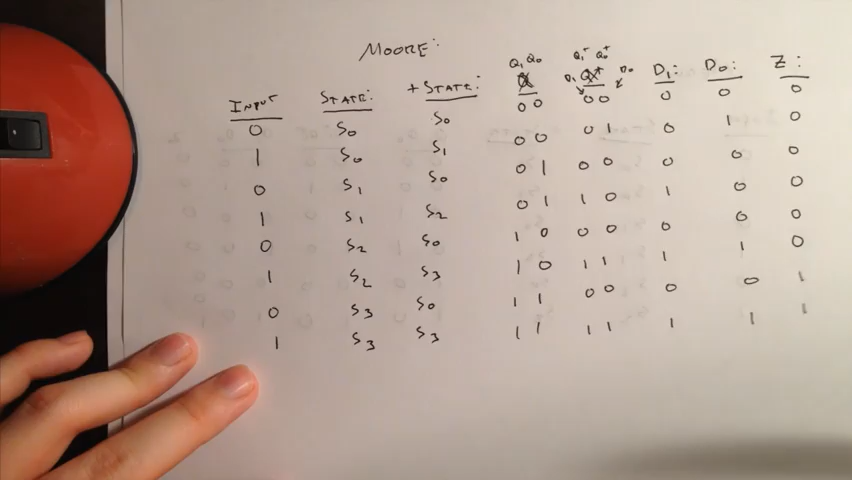 MOORE:
Q₁ Q₀ Q₁⁺ Q₀⁺
INPUT STATE: + STATE: D₁ Q⁺ D₀ D₁: D₀: Z:
0 S₀ S₀ 0 0 0 0 0 0 0
1 S₀ S₁ 0 0 0 1 0 1 0
0 S₁ S₀ 0 1 0 0 0 0 0
1 S₁ S₂ 0 1 1 0 1 0 0
0 S₂ S₀ 1 0 0 0 0 0 0
1 S₂ S₃ 1 0 1 1 1 1 0
0 S₃ S₀ 1 1 0 0 0 0 1
1 S₃ S₃ 1 1 1 1 1 1 1